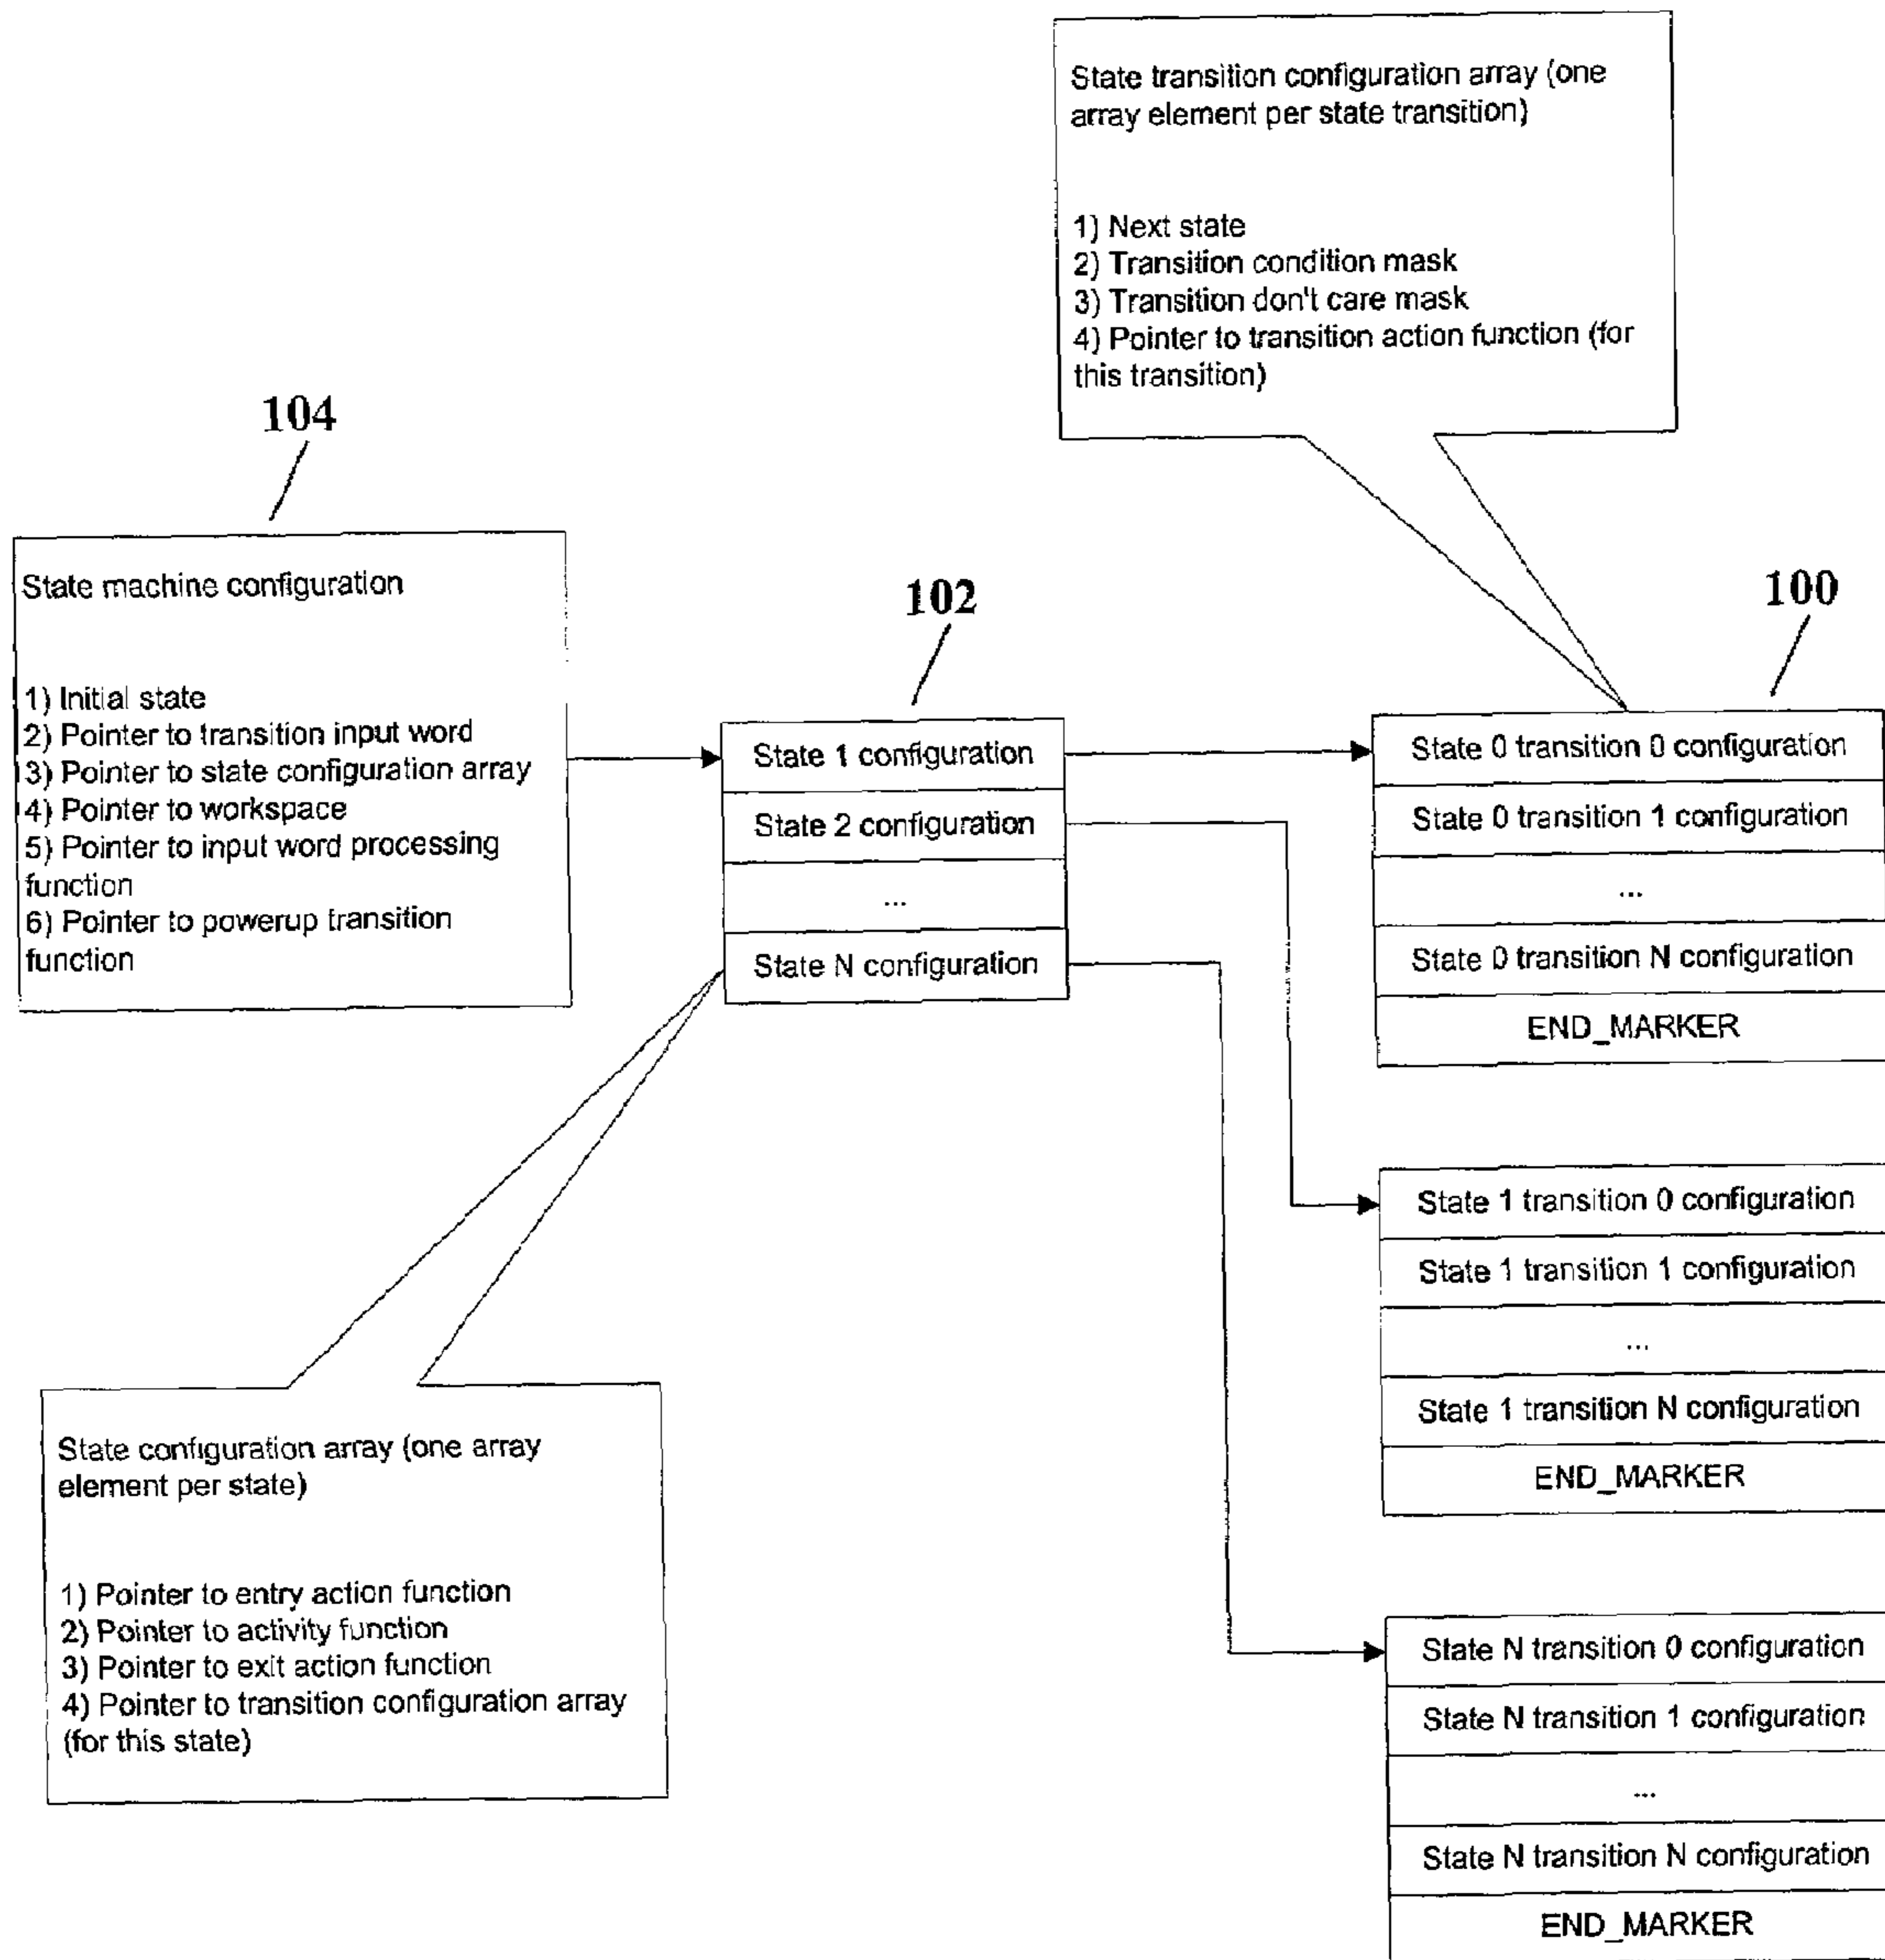 State transition configuration array (one
array element per state transition)
1) Next state
2) Transition condition mask
3) Transition don't care mask
4) Pointer to transition action function (for
this transition)
104
State machine configuration
1) Initial state
2) Pointer to transition input word
3) Pointer to state configuration array
4) Pointer to workspace
5) Pointer to input word processing
function
6) Pointer to powerup transition
function
102
State 1 configuration
State 2 configuration
...
State N configuration
100
State 0 transition 0 configuration
State 0 transition 1 configuration
...
State 0 transition N configuration
END_MARKER
State 1 transition 0 configuration
State 1 transition 1 configuration
...
State 1 transition N configuration
END_MARKER
State configuration array (one array
element per state)
1) Pointer to entry action function
2) Pointer to activity function
3) Pointer to exit action function
4) Pointer to transition configuration array
(for this state)
State N transition 0 configuration
State N transition 1 configuration
...
State N transition N configuration
END_MARKER